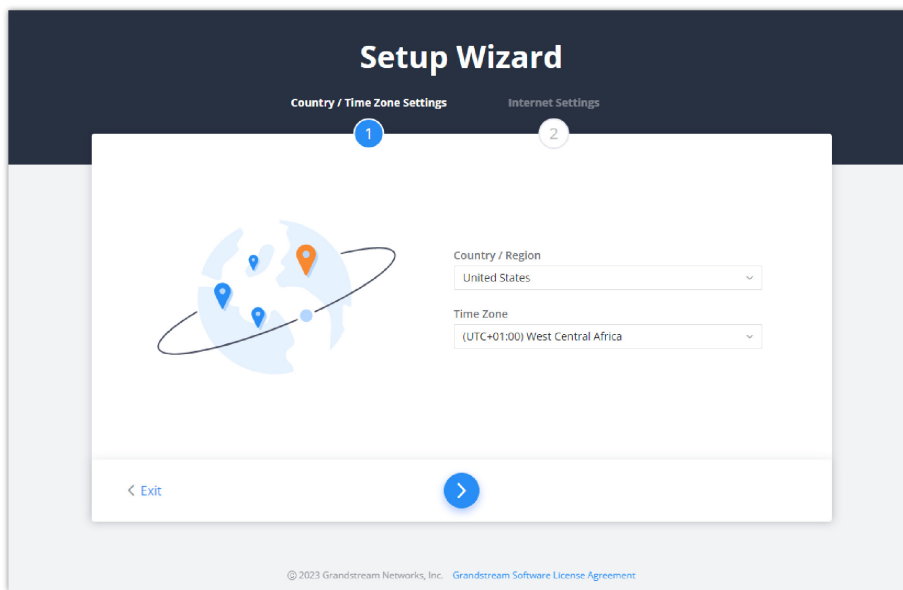 Setup Wizard
Country / Time Zone Settings
Internet Settings
1
2
Country / Region
United States
Time Zone
(UTC+01:00) West Central Africa
Exit
© 2023 Grandstream Networks, Inc. Grandstream Software License Agreement